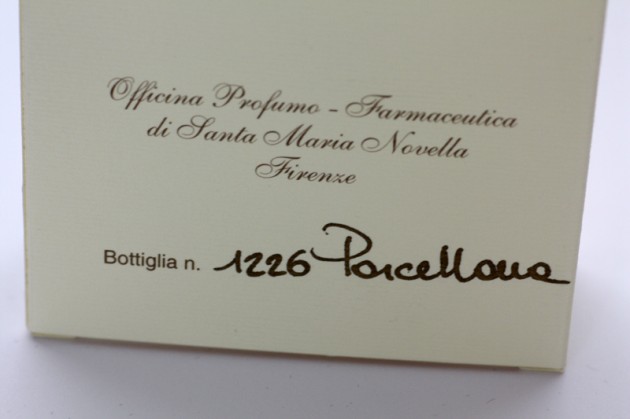 Officina Profumo - Farmaceutica
di Santa Maria Novella
Firenze
Bottiglia n. 1226 Porcellana